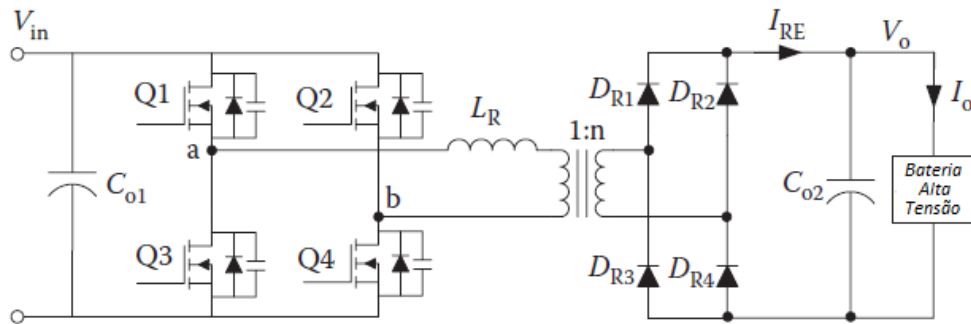 V_in
Q1
Q2
a
b
C_o1
Q3
Q4
L_R
1:n
D_R1
D_R2
D_R3
D_R4
I_RE
V_o
I_o
C_o2
Bateria
Alta
Tensão